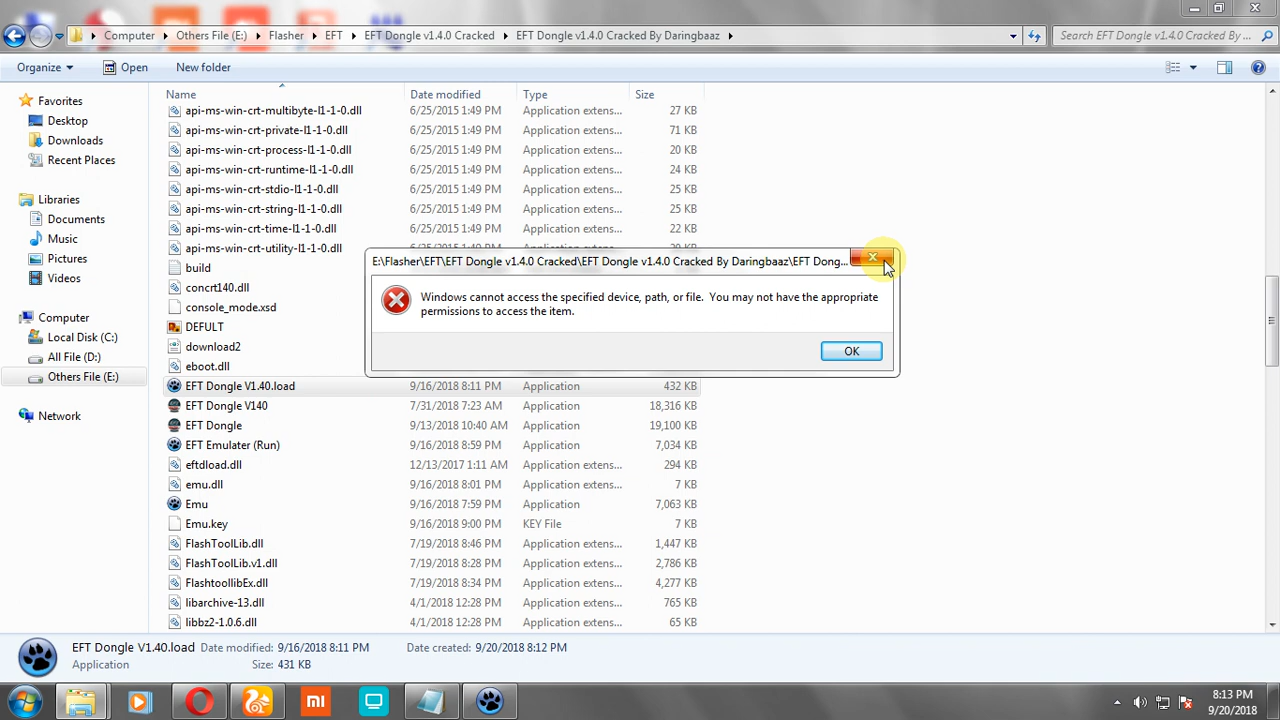 Computer ▸ Others File (E:) ▸ Flasher ▸ EFT ▸ EFT Dongle v1.4.0 Cracked ▸ EFT Dongle v1.4.0 Cracked By Daringbaaz ▸
Search EFT Dongle v1.4.0 Cracked By ...
Organize Open New folder
Name Date modified Type Size
Favorites
Desktop
Downloads
Recent Places
Libraries
Documents
Music
Pictures
Videos
Computer
Local Disk (C:)
All File (D:)
Others File (E:)
Network
api-ms-win-crt-multibyte-l1-1-0.dll 6/25/2015 1:49 PM Application extens... 27 KB
api-ms-win-crt-private-l1-1-0.dll 6/25/2015 1:49 PM Application extens... 71 KB
api-ms-win-crt-process-l1-1-0.dll 6/25/2015 1:49 PM Application extens... 20 KB
api-ms-win-crt-runtime-l1-1-0.dll 6/25/2015 1:49 PM Application extens... 24 KB
api-ms-win-crt-stdio-l1-1-0.dll 6/25/2015 1:49 PM Application extens... 25 KB
api-ms-win-crt-string-l1-1-0.dll 6/25/2015 1:49 PM Application extens... 25 KB
api-ms-win-crt-time-l1-1-0.dll 6/25/2015 1:49 PM Application extens... 22 KB
api-ms-win-crt-utility-l1-1-0.dll 6/25/2015 1:49 PM Application extens...
build
concrt140.dll
console_mode.xsd
DEFULT
download2
eboot.dll
E:\Flasher\EFT\EFT Dongle v1.4.0 Cracked\EFT Dongle v1.4.0 Cracked By Daringbaaz\EFT Dong...
Windows cannot access the specified device, path, or file. You may not have the appropriate
permissions to access the item.
OK
EFT Dongle V1.40.load 9/16/2018 8:11 PM Application 432 KB
EFT Dongle V140 7/31/2018 7:23 AM Application 18,316 KB
EFT Dongle 9/13/2018 10:40 AM Application 19,100 KB
EFT Emulater (Run) 9/16/2018 8:59 PM Application 7,034 KB
eftdload.dll 12/13/2017 1:11 AM Application extens... 294 KB
emu.dll 9/16/2018 8:01 PM Application extens... 7 KB
Emu 9/16/2018 7:59 PM Application 7,063 KB
Emu.key 9/16/2018 9:00 PM KEY File 7 KB
FlashToolLib.dll 7/19/2018 8:46 PM Application extens... 1,447 KB
FlashToolLib.v1.dll 7/19/2018 8:28 PM Application extens... 2,786 KB
FlashtoollibEx.dll 7/19/2018 8:34 PM Application extens... 4,277 KB
libarchive-13.dll 4/1/2018 12:28 PM Application extens... 765 KB
libbz2-1.0.6.dll 4/1/2018 12:28 PM Application extens... 65 KB
EFT Dongle V1.40.load Date modified: 9/16/2018 8:11 PM Date created: 9/20/2018 8:12 PM
Application Size: 431 KB
mi
8:13 PM
9/20/2018